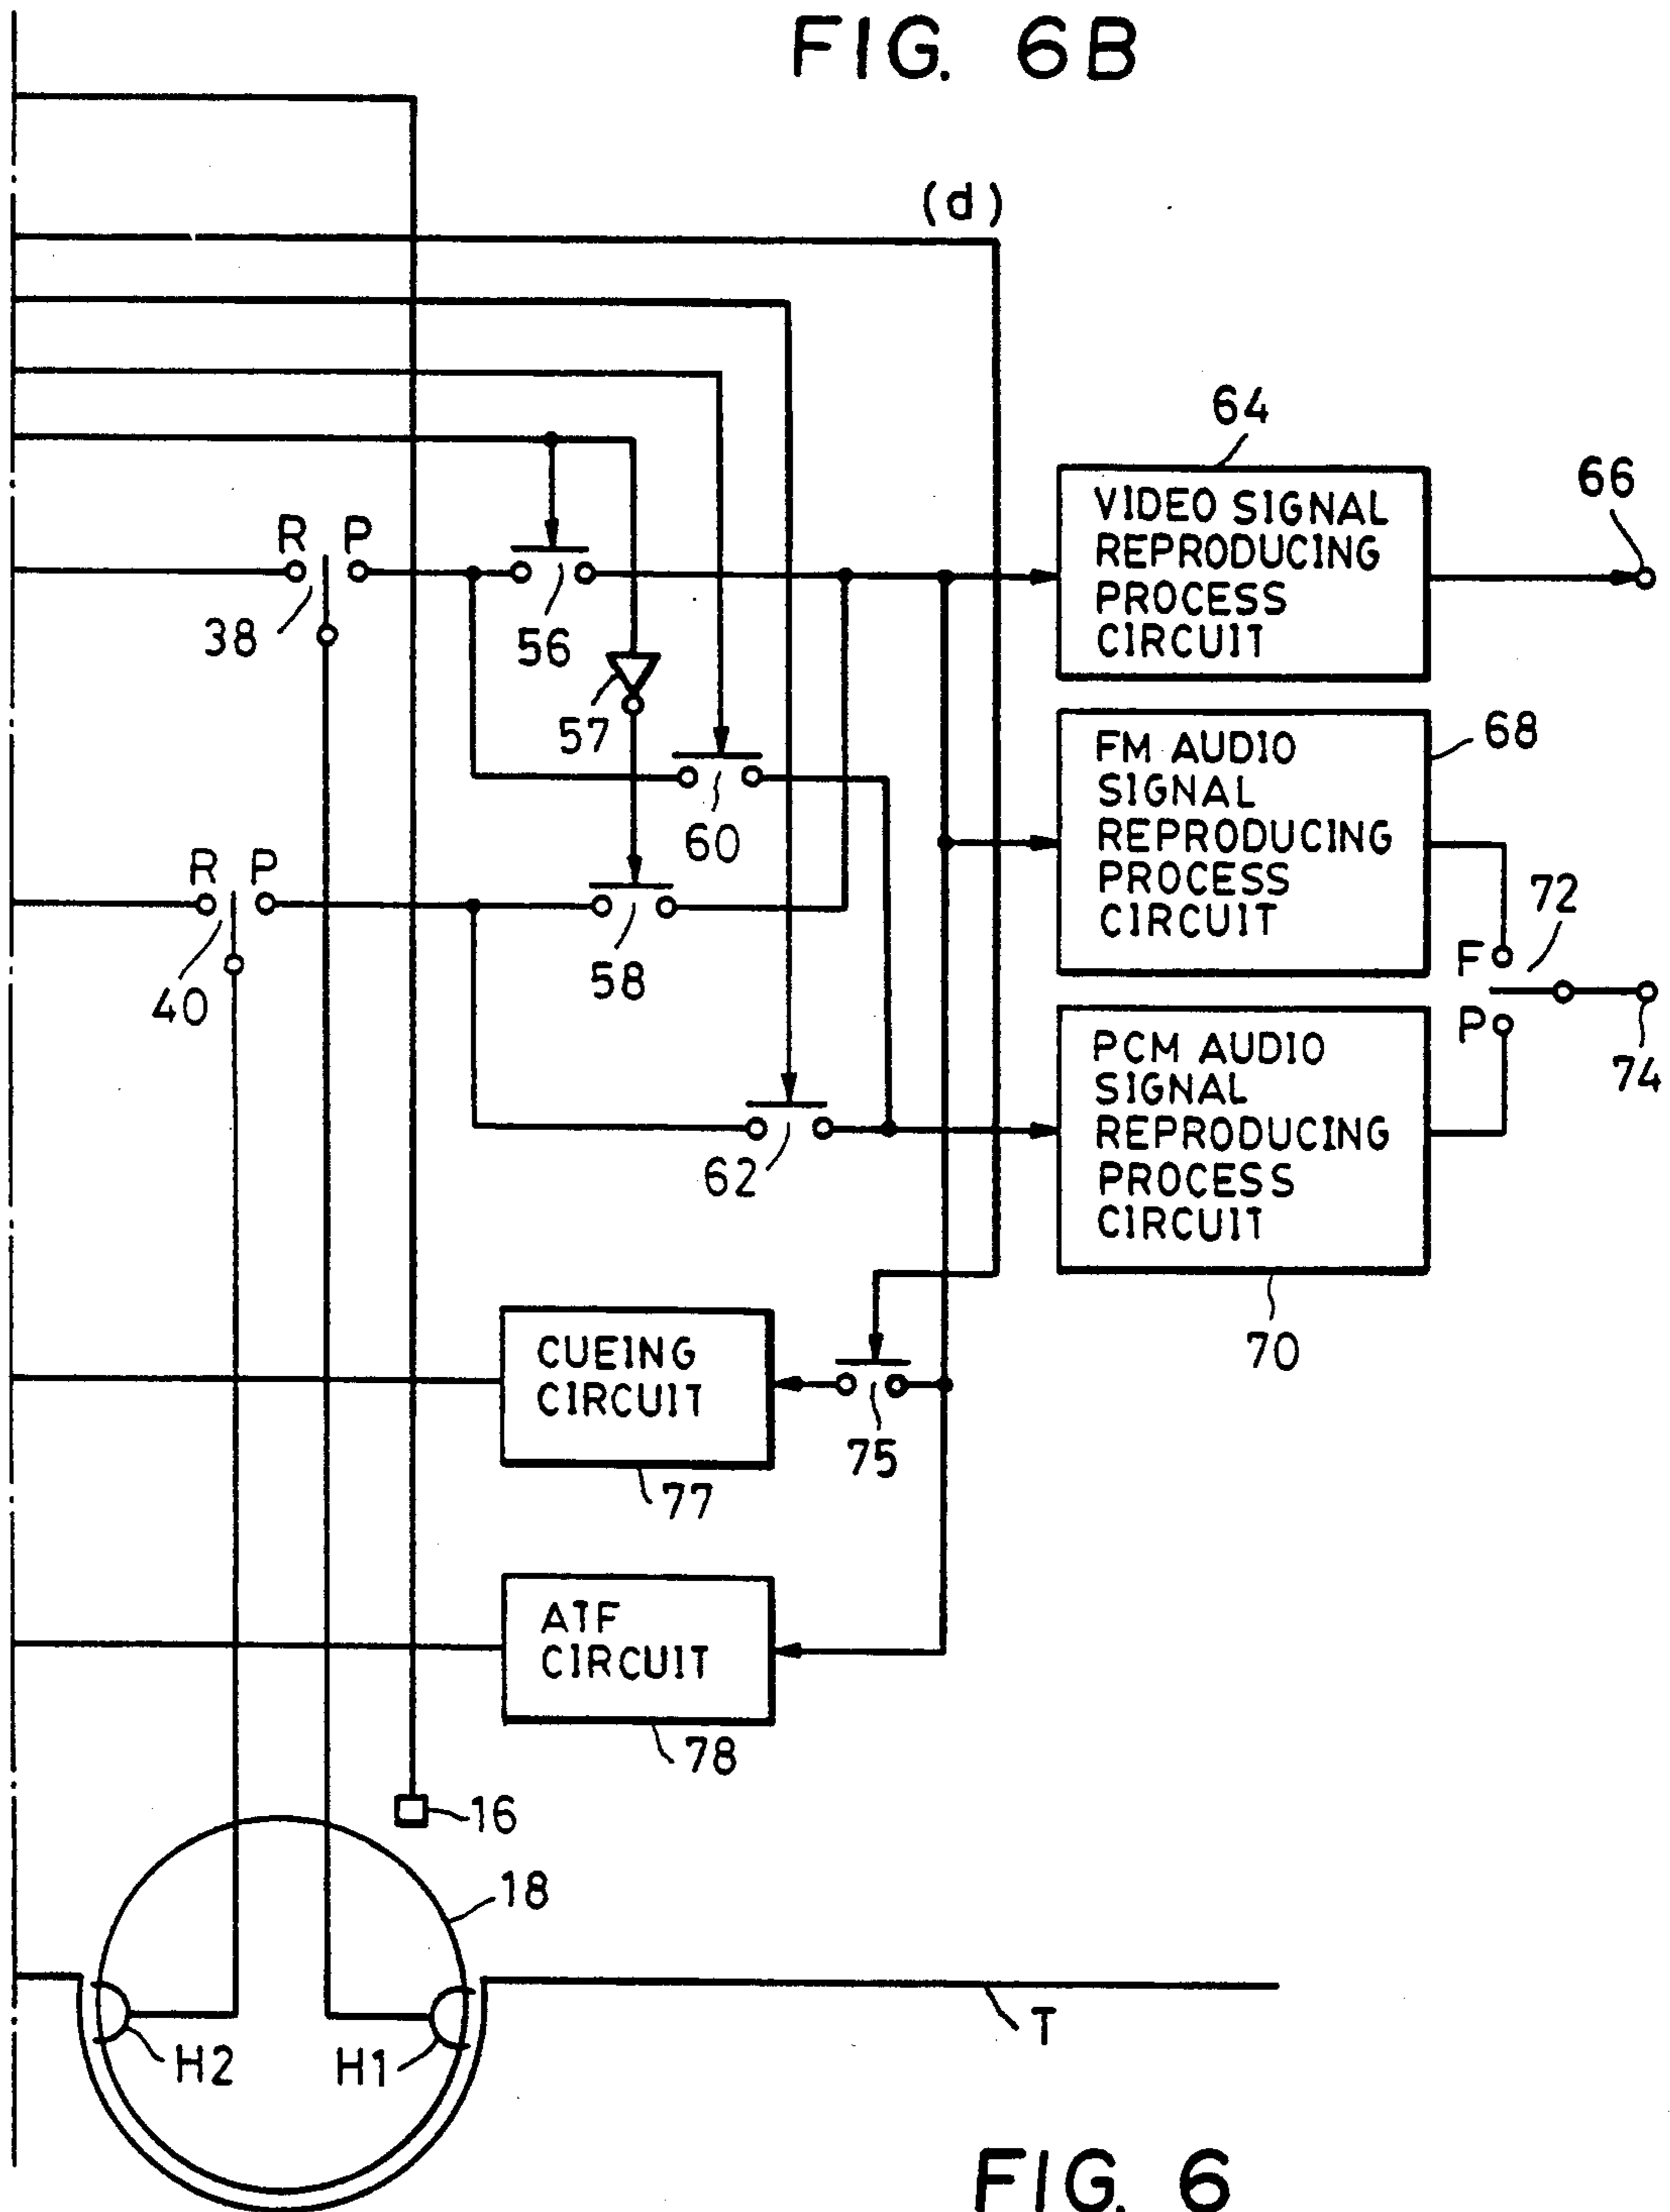 FIG. 6B
(d)
64
66
VIDEO SIGNAL
REPRODUCING
PROCESS
CIRCUIT
R P
38
56
57
68
FM AUDIO
SIGNAL
REPRODUCING
PROCESS
CIRCUIT
60
R P
40
58
72
F
P
74
PCM AUDIO
SIGNAL
REPRODUCING
PROCESS
CIRCUIT
62
70
CUEING
CIRCUIT
75
77
ATF
CIRCUIT
78
16
18
H2
H1
T
FIG. 6